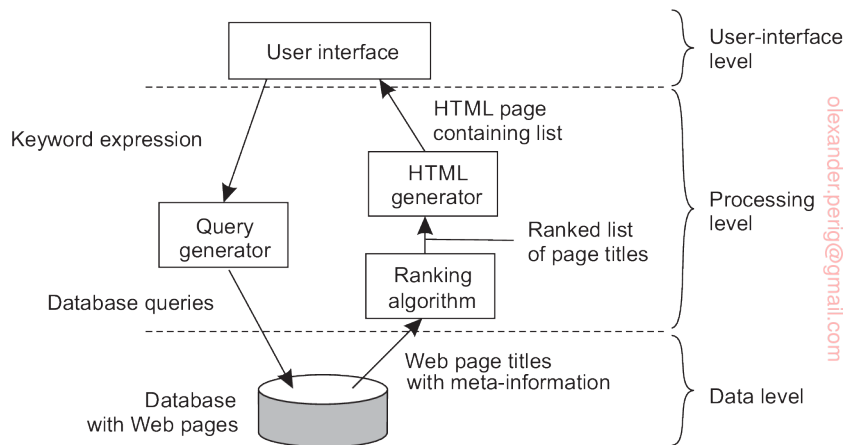 User interface
User-interface
level
Keyword expression
HTML page
containing list
HTML
generator
Query
generator
Ranked list
of page titles
Processing
level
Ranking
algorithm
Database queries
Web page titles
with meta-information
Database
with Web pages
Data level
olexander.perig@gmail.com